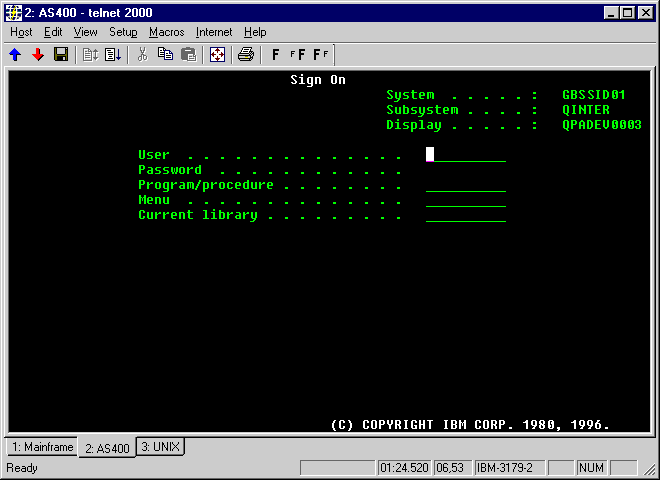 2: AS400 - telnet 2000
Host Edit View Setup Macros Internet Help
F F F F F
Sign On
System . . . . . : GBSSID01
Subsystem . . . . : QINTER
Display . . . . . : QPADEV0003
User . . . . . . . . . . . . . .
Password . . . . . . . . . . . .
Program/procedure . . . . . . . .
Menu . . . . . . . . . . . . . .
Current library . . . . . . . . .
(C) COPYRIGHT IBM CORP. 1980, 1996.
1: Mainframe 2: AS400 3: UNIX
Ready 01:24.520 06,53 IBM-3179-2 NUM